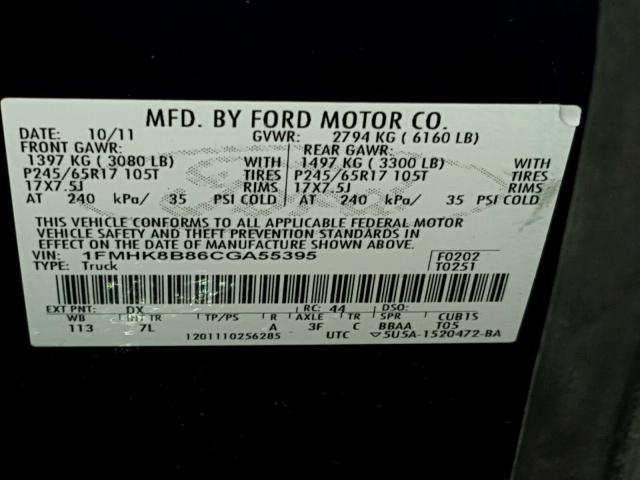 MFD. BY FORD MOTOR CO.
DATE: 10/11 GVWR: 2794 KG ( 6160 LB)
FRONT GAWR: REAR GAWR:
1397 KG ( 3080 LB) WITH 1497 KG ( 3300 LB) WITH
P245/65R17 105T TIRES P245/65R17 105T TIRES
17X7.5J RIMS 17X7.5J RIMS
AT 240 kPa/ 35 PSI COLD AT 240 kPa/ 35 PSI COLD
THIS VEHICLE CONFORMS TO ALL APPLICABLE FEDERAL MOTOR
VEHICLE SAFETY AND THEFT PREVENTION STANDARDS IN
EFFECT ON THE DATE OF MANUFACTURE SHOWN ABOVE.
VIN: 1FMHK8B86CGA55395 F0202
TYPE: Truck T0251
EXT PNT: DX RC: 44 DSO:
WB INT TR TP/PS R AXLE TR SPR CUB1S
113 7L A 3F C BBAA T05
1201110256285 UTC 5U5A-1520472-BA